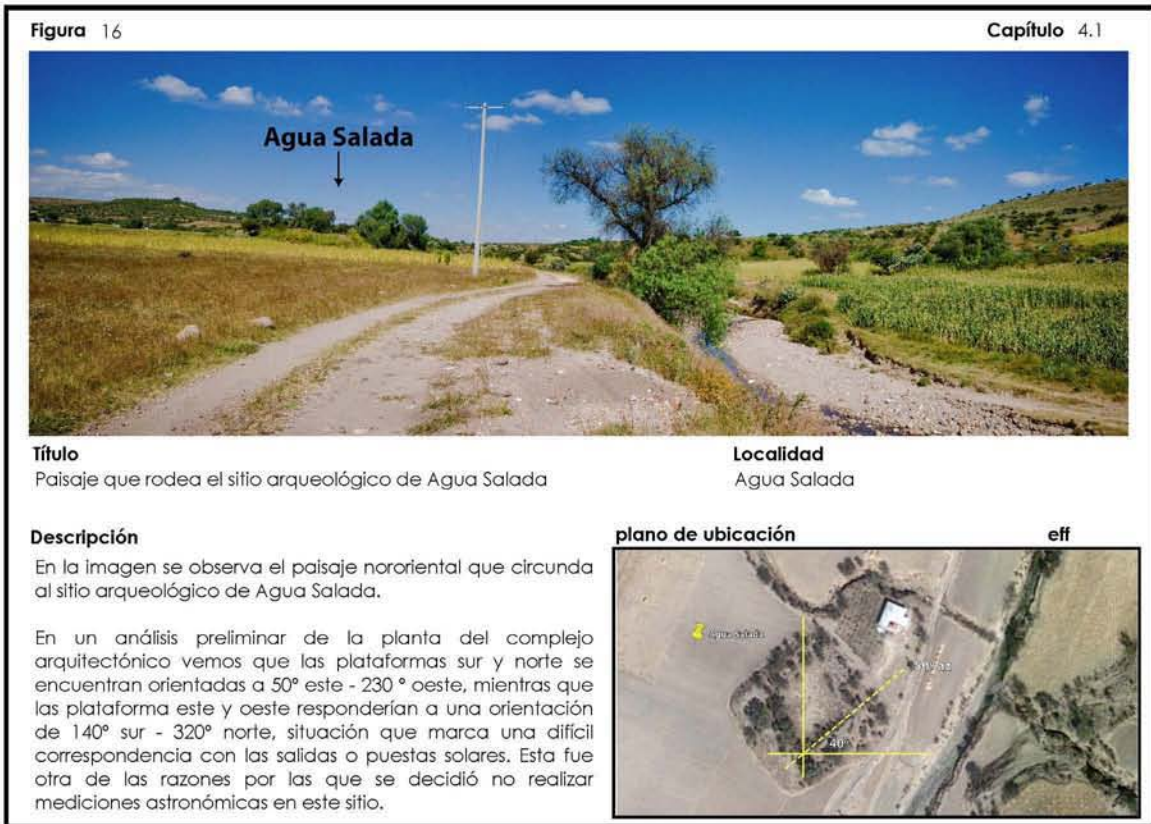 Figura 16
Capítulo 4.1
Agua Salada
Título
Paisaje que rodea el sitio arqueológico de Agua Salada
Localidad
Agua Salada
Descripción
En la imagen se observa el paisaje nororiental que circunda
al sitio arqueológico de Agua Salada.
En un análisis preliminar de la planta del complejo
arquitectónico vemos que las plataformas sur y norte se
encuentran orientadas a 50º este - 230 º oeste, mientras que
las plataforma este y oeste responderían a una orientación
de 140º sur - 320º norte, situación que marca una difícil
correspondencia con las salidas o puestas solares. Esta fue
otra de las razones por las que se decidió no realizar
mediciones astronómicas en este sitio.
plano de ubicación
eff
Agua Salada